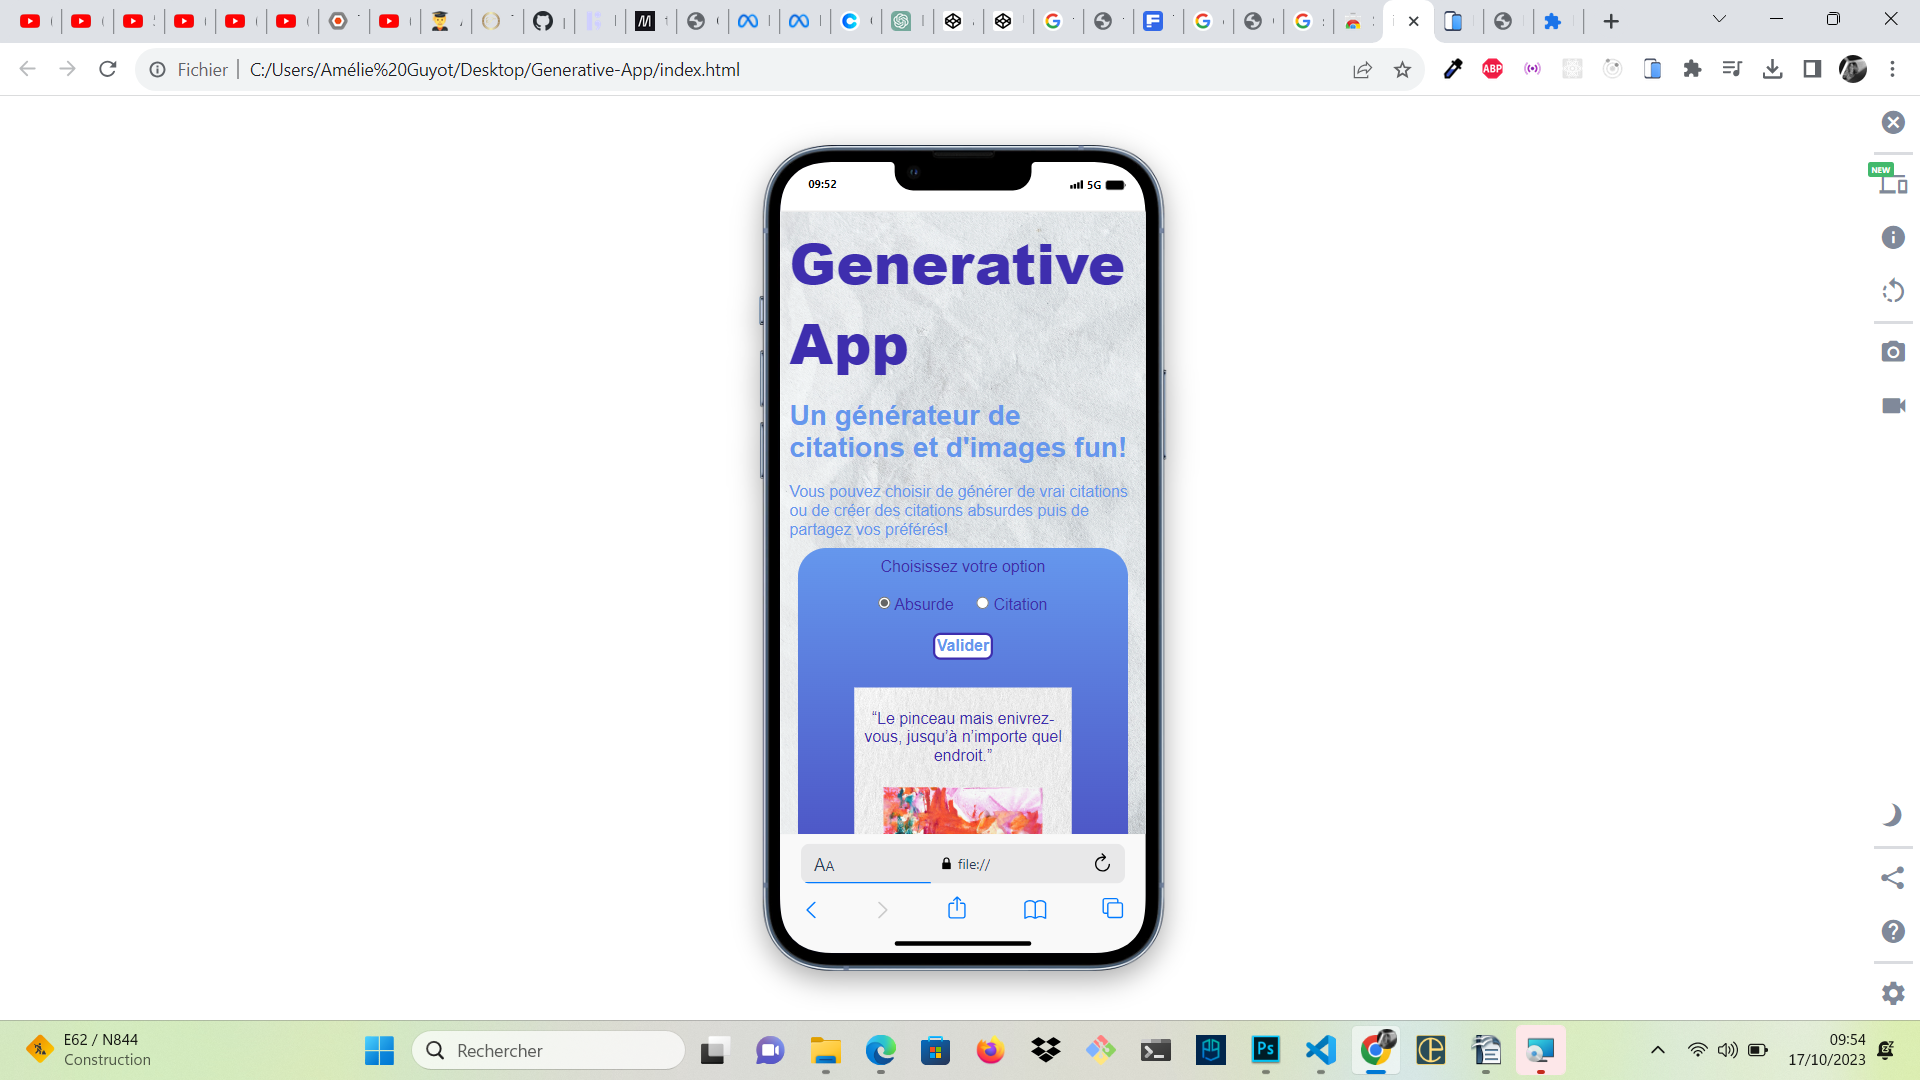 Fichier
C:/Users/Amélie%20Guyot/Desktop/Generative-App/index.html
ABP
NEW
09:52
5G
Generative
App
Un générateur de
citations et d'images fun!
Vous pouvez choisir de générer de vrai citations
ou de créer des citations absurdes puis de
partagez vos préférés!
Choisissez votre option
Absurde Citation
Valider
“Le pinceau mais enivrez-
vous, jusqu’à n’importe quel
endroit.”
AA file://
E62 / N844
Construction
Rechercher
Ps
09:54
17/10/2023